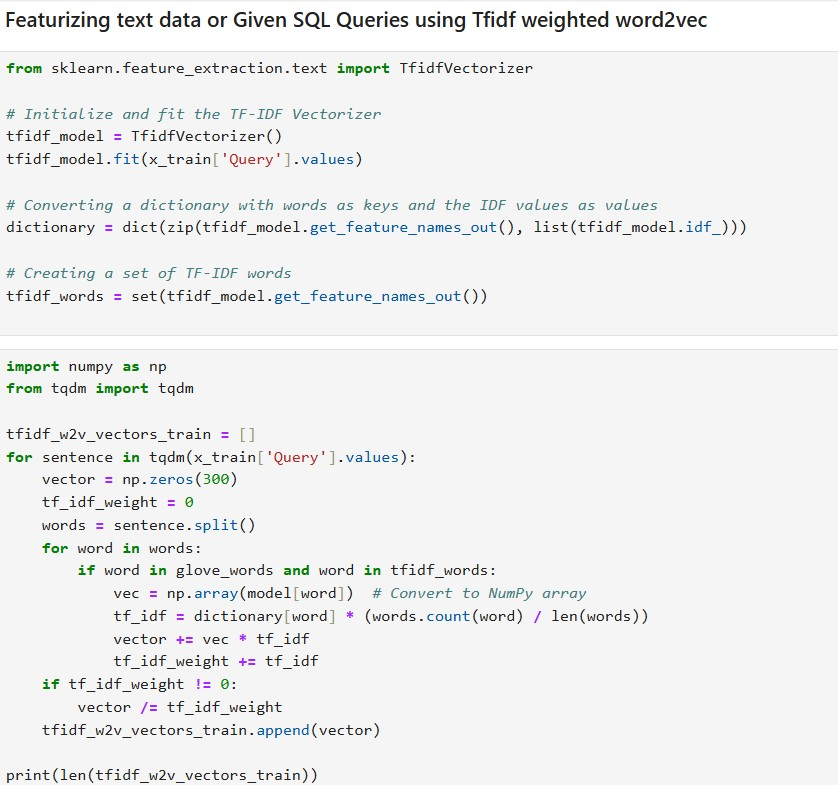 Featurizing text data or Given SQL Queries using Tfidf weighted word2vec
from sklearn.feature_extraction.text import TfidfVectorizer
# Initialize and fit the TF-IDF Vectorizer
tfidf_model = TfidfVectorizer()
tfidf_model.fit(x_train['Query'].values)
# Converting a dictionary with words as keys and the IDF values as values
dictionary = dict(zip(tfidf_model.get_feature_names_out(), list(tfidf_model.idf_)))
# Creating a set of TF-IDF words
tfidf_words = set(tfidf_model.get_feature_names_out())
import numpy as np
from tqdm import tqdm
tfidf_w2v_vectors_train = []
for sentence in tqdm(x_train['Query'].values):
    vector = np.zeros(300)
    tf_idf_weight = 0
    words = sentence.split()
    for word in words:
        if word in glove_words and word in tfidf_words:
            vec = np.array(model[word])  # Convert to NumPy array
            tf_idf = dictionary[word] * (words.count(word) / len(words))
            vector += vec * tf_idf
            tf_idf_weight += tf_idf
    if tf_idf_weight != 0:
        vector /= tf_idf_weight
    tfidf_w2v_vectors_train.append(vector)
print(len(tfidf_w2v_vectors_train))